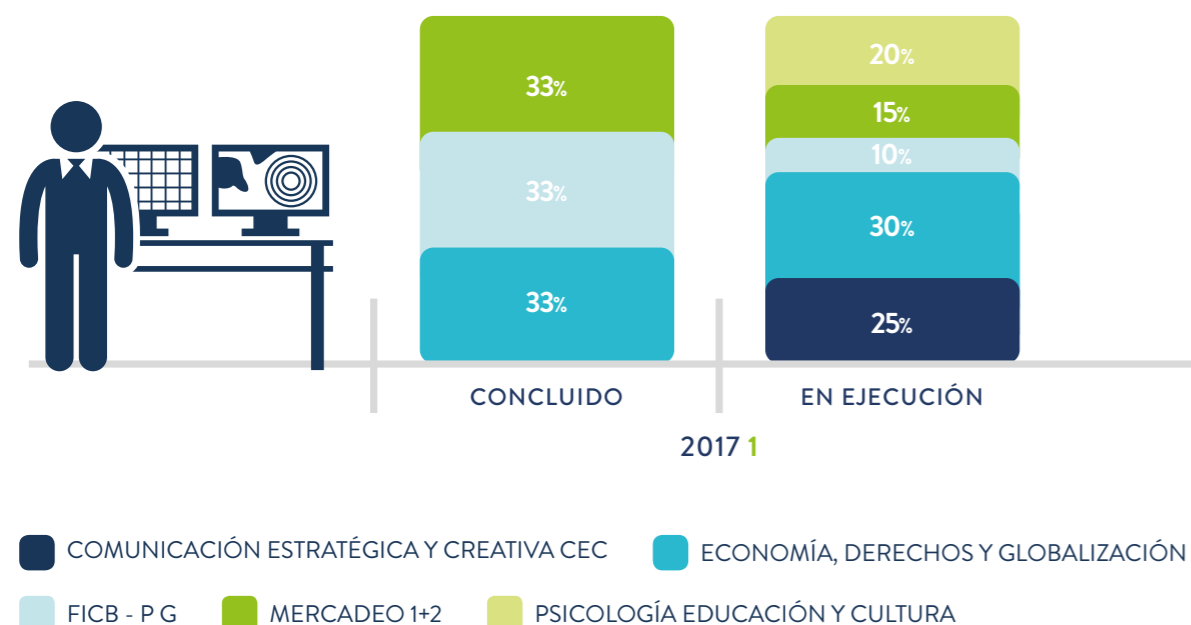 33%
33%
33%
20%
15%
10%
30%
25%
CONCLUIDO
EN EJECUCIÓN
2017 1
COMUNICACIÓN ESTRATÉGICA Y CREATIVA CEC
ECONOMÍA, DERECHOS Y GLOBALIZACIÓN
FICB - P G
MERCADEO 1+2
PSICOLOGÍA EDUCACIÓN Y CULTURA